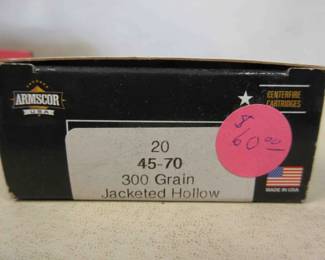 ARMSCOR
USA
CENTERFIRE
CARTRIDGES
20
45-70
300 Grain
Jacketed Hollow
60.00
MADE IN USA